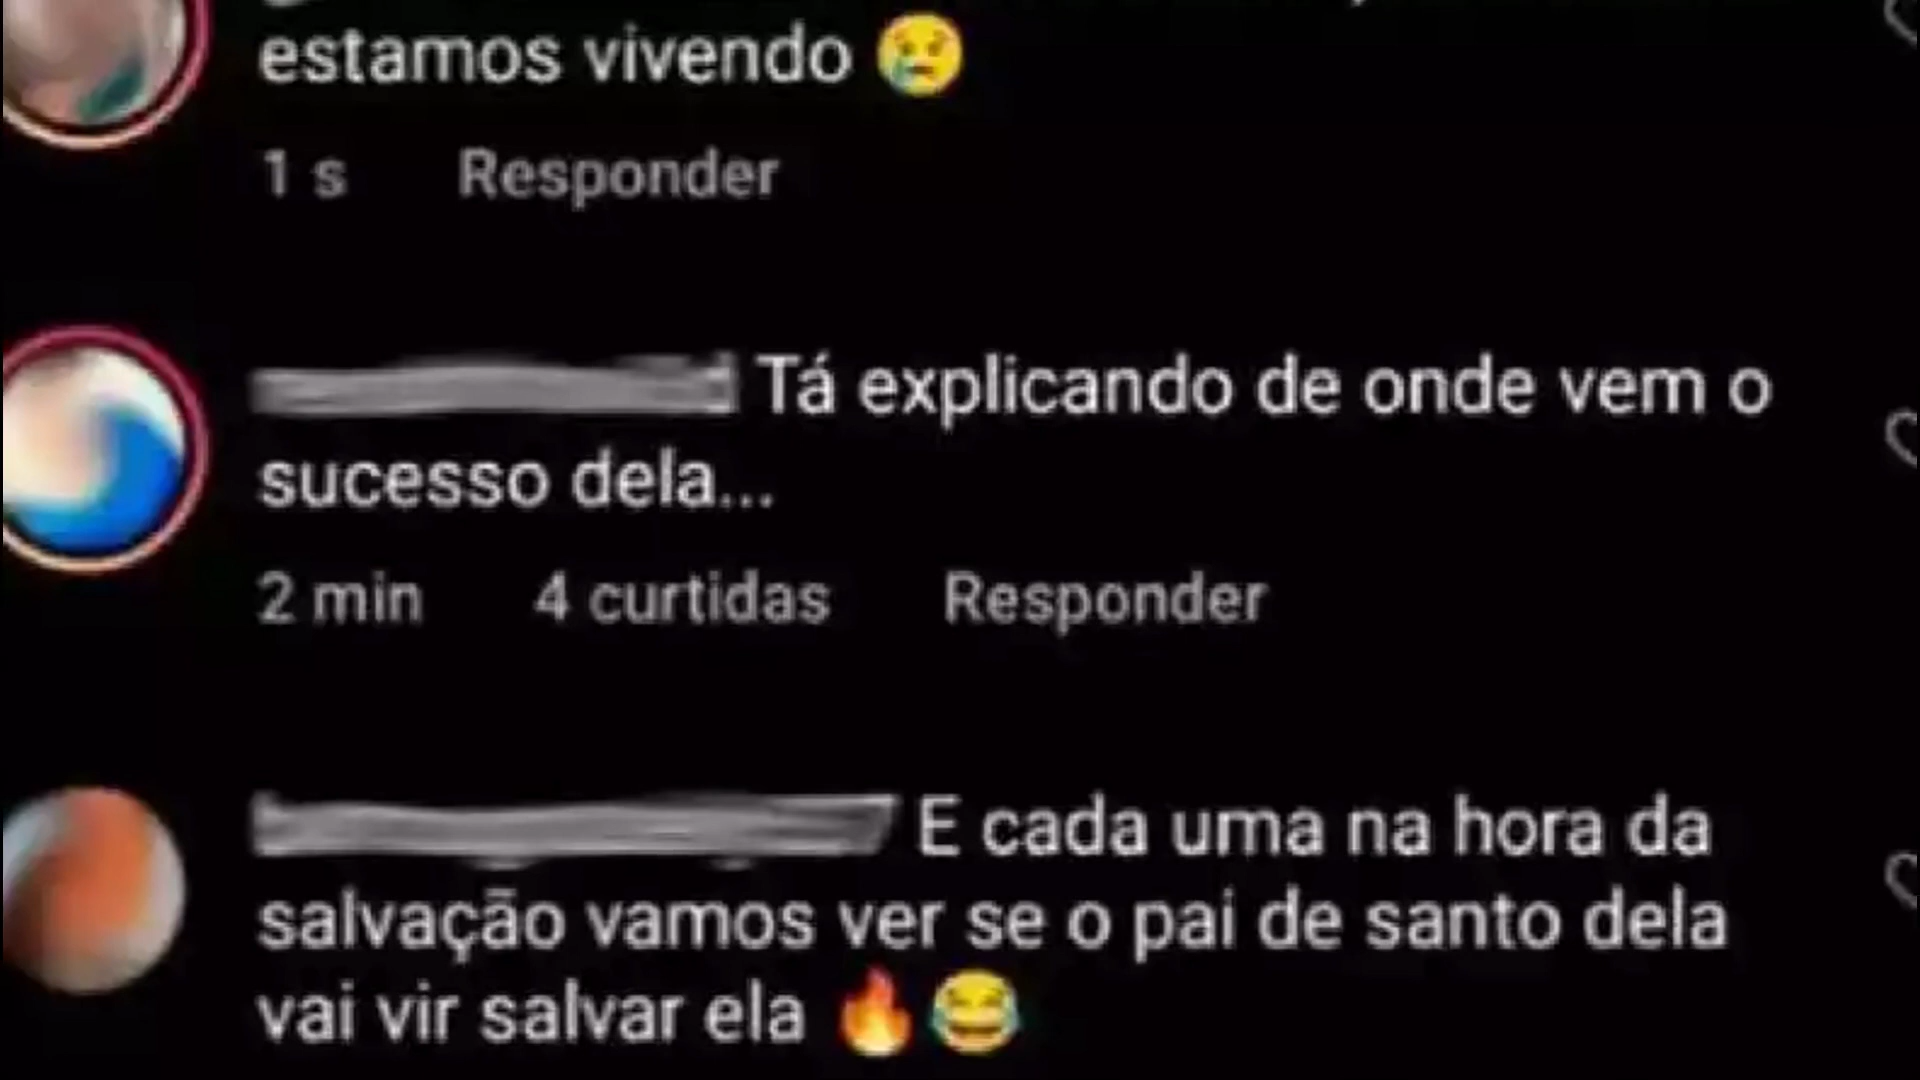 estamos vivendo 😢
1 s Responder
Tá explicando de onde vem o
sucesso dela...
2 min 4 curtidas Responder
E cada uma na hora da
salvação vamos ver se o pai de santo dela
vai vir salvar ela 🔥😂